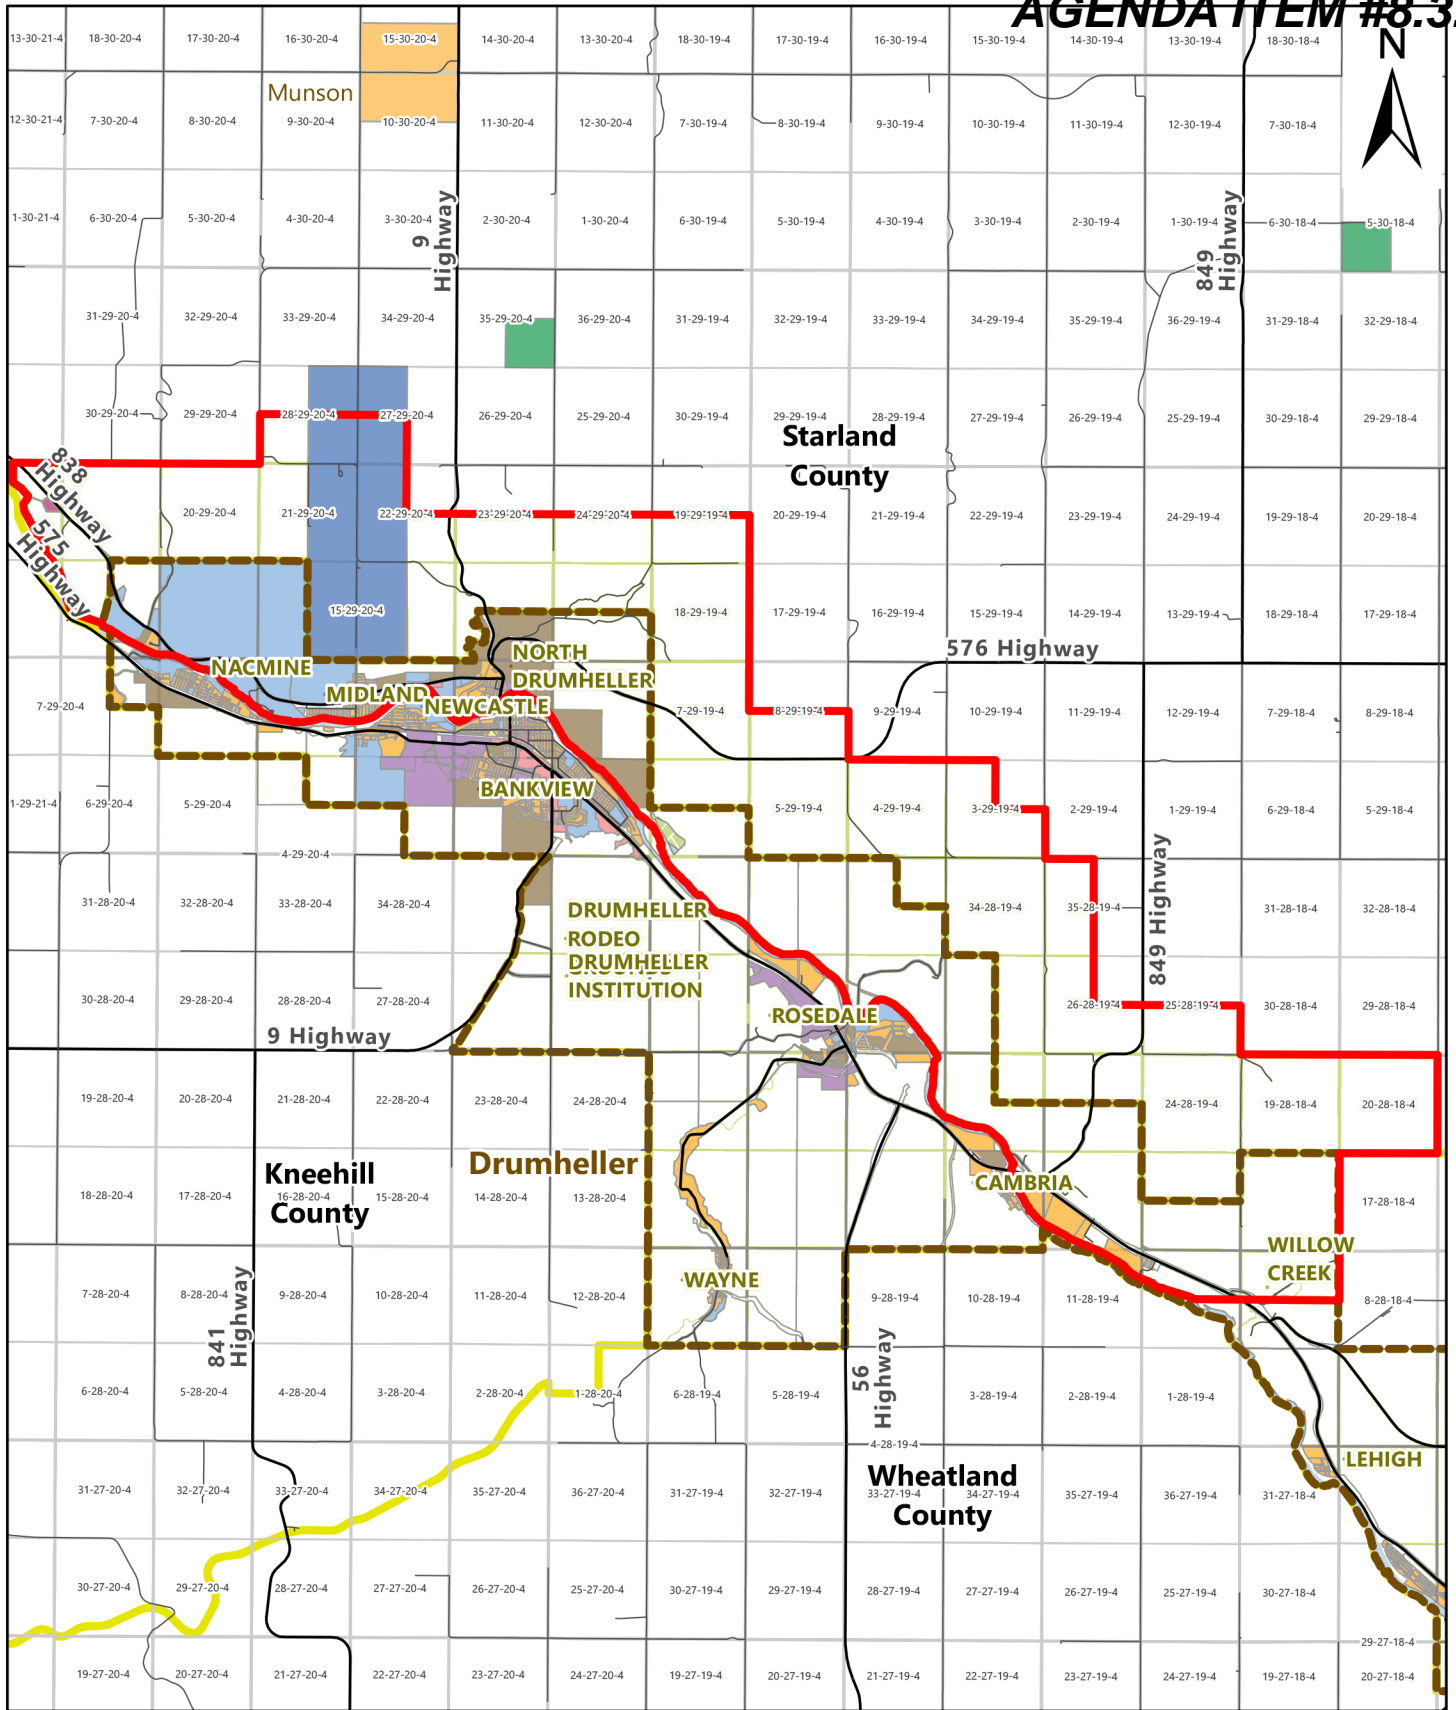 AGENDA ITEM #8.3.
N
13-30-21-4 18-30-20-4 17-30-20-4 16-30-20-4 15-30-20-4 14-30-20-4 13-30-20-4 18-30-19-4 17-30-19-4 16-30-19-4 15-30-19-4 14-30-19-4 13-30-19-4 18-30-18-4
Munson
12-30-21-4 7-30-20-4 8-30-20-4 9-30-20-4 10-30-20-4 11-30-20-4 12-30-20-4 7-30-19-4 8-30-19-4 9-30-19-4 10-30-19-4 11-30-19-4 12-30-19-4 7-30-18-4
1-30-21-4 6-30-20-4 5-30-20-4 4-30-20-4 3-30-20-4 2-30-20-4 1-30-20-4 6-30-19-4 5-30-19-4 4-30-19-4 3-30-19-4 2-30-19-4 1-30-19-4 6-30-18-4 5-30-18-4
9
Highway
849
Highway
31-29-20-4 32-29-20-4 33-29-20-4 34-29-20-4 35-29-20-4 36-29-20-4 31-29-19-4 32-29-19-4 33-29-19-4 34-29-19-4 35-29-19-4 36-29-19-4 31-29-18-4 32-29-18-4
30-29-20-4 29-29-20-4 28-29-20-4 27-29-20-4 26-29-20-4 25-29-20-4 30-29-19-4 29-29-19-4 28-29-19-4 27-29-19-4 26-29-19-4 25-29-19-4 30-29-18-4 29-29-18-4
Starland
County
838
Highway
575
Highway
20-29-20-4 21-29-20-4 22-29-20-4 23-29-20-4 24-29-20-4 19-29-19-4 20-29-19-4 21-29-19-4 22-29-19-4 23-29-19-4 24-29-19-4 19-29-18-4 20-29-18-4
15-29-20-4 18-29-19-4 17-29-19-4 16-29-19-4 15-29-19-4 14-29-19-4 13-29-19-4 18-29-18-4 17-29-18-4
576 Highway
NORTH
DRUMHELLER
NACMINE
MIDLAND
NEWCASTLE
7-29-20-4 7-29-19-4 8-29-19-4 9-29-19-4 10-29-19-4 11-29-19-4 12-29-19-4 7-29-18-4 8-29-18-4
BANKVIEW
1-29-21-4 6-29-20-4 5-29-20-4 5-29-19-4 4-29-19-4 3-29-19-4 2-29-19-4 1-29-19-4 6-29-18-4 5-29-18-4
4-29-20-4
849 Highway
31-28-20-4 32-28-20-4 33-28-20-4 34-28-20-4 34-28-19-4 35-28-19-4 31-28-18-4 32-28-18-4
DRUMHELLER
RODEO
DRUMHELLER
INSTITUTION
30-28-20-4 29-28-20-4 28-28-20-4 27-28-20-4 26-28-19-4 25-28-19-4 30-28-18-4 29-28-18-4
ROSEDALE
9 Highway
19-28-20-4 20-28-20-4 21-28-20-4 22-28-20-4 23-28-20-4 24-28-20-4 24-28-19-4 19-28-18-4 20-28-18-4
Drumheller
Kneehill
County
18-28-20-4 17-28-20-4 16-28-20-4 15-28-20-4 14-28-20-4 13-28-20-4 17-28-18-4
CAMBRIA
WILLOW
CREEK
WAYNE
7-28-20-4 8-28-20-4 9-28-20-4 10-28-20-4 11-28-20-4 12-28-20-4 9-28-19-4 10-28-19-4 11-28-19-4 8-28-18-4
841
Highway
56
Highway
6-28-20-4 5-28-20-4 4-28-20-4 3-28-20-4 2-28-20-4 1-28-20-4 6-28-19-4 5-28-19-4 3-28-19-4 2-28-19-4 1-28-19-4
4-28-19-4
LEHIGH
Wheatland
County
31-27-20-4 32-27-20-4 33-27-20-4 34-27-20-4 35-27-20-4 36-27-20-4 31-27-19-4 32-27-19-4 33-27-19-4 34-27-19-4 35-27-19-4 36-27-19-4 31-27-18-4
30-27-20-4 29-27-20-4 28-27-20-4 27-27-20-4 26-27-20-4 25-27-20-4 30-27-19-4 29-27-19-4 28-27-19-4 27-27-19-4 26-27-19-4 25-27-19-4 30-27-18-4
29-27-18-4
19-27-20-4 20-27-20-4 21-27-20-4 22-27-20-4 23-27-20-4 24-27-20-4 19-27-19-4 20-27-19-4 21-27-19-4 22-27-19-4 23-27-19-4 24-27-19-4 19-27-18-4 20-27-18-4